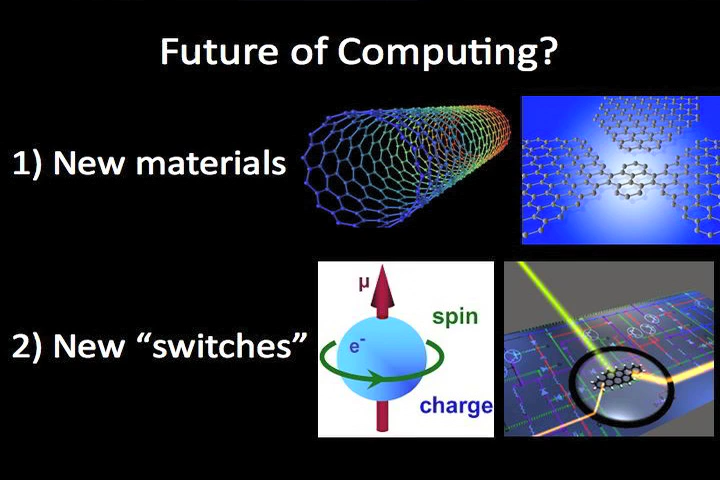 Future of Computing?
1) New materials
2) New “switches”
μ
spin
e-
charge